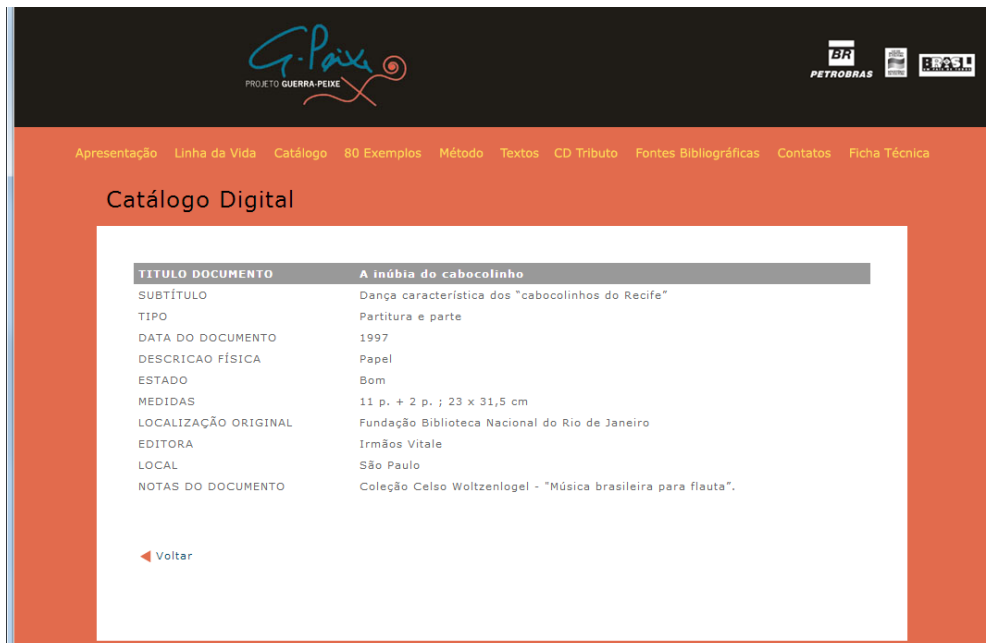 G-Peixe
PROJETO GUERRA-PEIXE
BR
PETROBRAS
BRASIL
Apresentação Linha da Vida Catálogo 80 Exemplos Método Textos CD Tributo Fontes Bibliográficas Contatos Ficha Técnica
Catálogo Digital
TITULO DOCUMENTO A inúbia do cabocolinho
SUBTÍTULO Dança característica dos “cabocolinhos do Recife”
TIPO Partitura e parte
DATA DO DOCUMENTO 1997
DESCRICAO FÍSICA Papel
ESTADO Bom
MEDIDAS 11 p. + 2 p. ; 23 x 31,5 cm
LOCALIZAÇÃO ORIGINAL Fundação Biblioteca Nacional do Rio de Janeiro
EDITORA Irmãos Vitale
LOCAL São Paulo
NOTAS DO DOCUMENTO Coleção Celso Woltzenlogel - "Música brasileira para flauta”.
Voltar